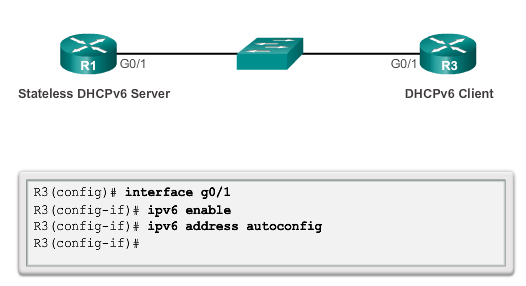 R1
G0/1
G0/1
R3
Stateless DHCPv6 Server
DHCPv6 Client
R3(config)# interface g0/1
R3(config-if)# ipv6 enable
R3(config-if)# ipv6 address autoconfig
R3(config-if)#